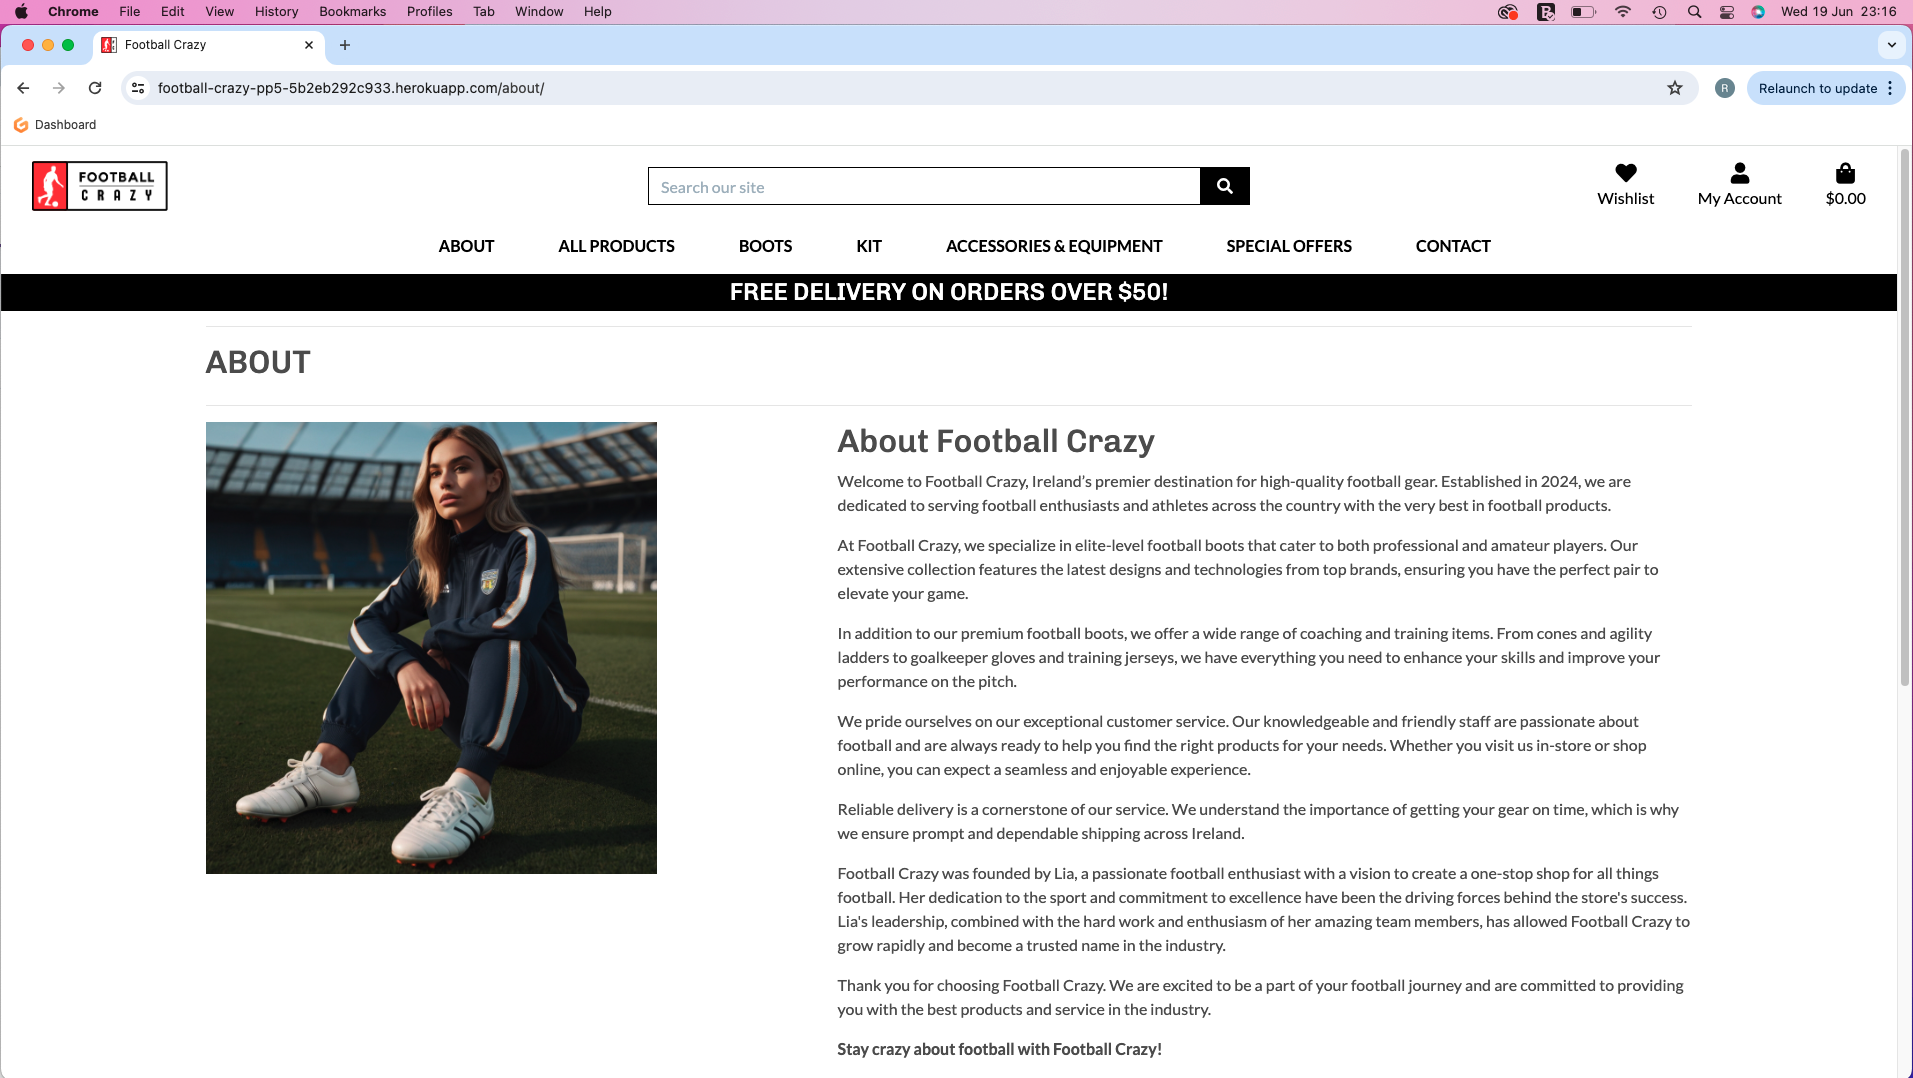 Chrome File Edit View History Bookmarks Profiles Tab Window Help Wed 19 Jun 23:16
Football Crazy
football-crazy-pp5-5b2eb292c933.herokuapp.com/about/ R Relaunch to update
Dashboard
FOOTBALL
CRAZY
Search our site
Wishlist My Account $0.00
ABOUT ALL PRODUCTS BOOTS KIT ACCESSORIES & EQUIPMENT SPECIAL OFFERS CONTACT
FREE DELIVERY ON ORDERS OVER $50!
ABOUT
About Football Crazy
Welcome to Football Crazy, Ireland’s premier destination for high-quality football gear. Established in 2024, we are
dedicated to serving football enthusiasts and athletes across the country with the very best in football products.
At Football Crazy, we specialize in elite-level football boots that cater to both professional and amateur players. Our
extensive collection features the latest designs and technologies from top brands, ensuring you have the perfect pair to
elevate your game.
In addition to our premium football boots, we offer a wide range of coaching and training items. From cones and agility
ladders to goalkeeper gloves and training jerseys, we have everything you need to enhance your skills and improve your
performance on the pitch.
We pride ourselves on our exceptional customer service. Our knowledgeable and friendly staff are passionate about
football and are always ready to help you find the right products for your needs. Whether you visit us in-store or shop
online, you can expect a seamless and enjoyable experience.
Reliable delivery is a cornerstone of our service. We understand the importance of getting your gear on time, which is why
we ensure prompt and dependable shipping across Ireland.
Football Crazy was founded by Lia, a passionate football enthusiast with a vision to create a one-stop shop for all things
football. Her dedication to the sport and commitment to excellence have been the driving forces behind the store's success.
Lia's leadership, combined with the hard work and enthusiasm of her amazing team members, has allowed Football Crazy to
grow rapidly and become a trusted name in the industry.
Thank you for choosing Football Crazy. We are excited to be a part of your football journey and are committed to providing
you with the best products and service in the industry.
Stay crazy about football with Football Crazy!